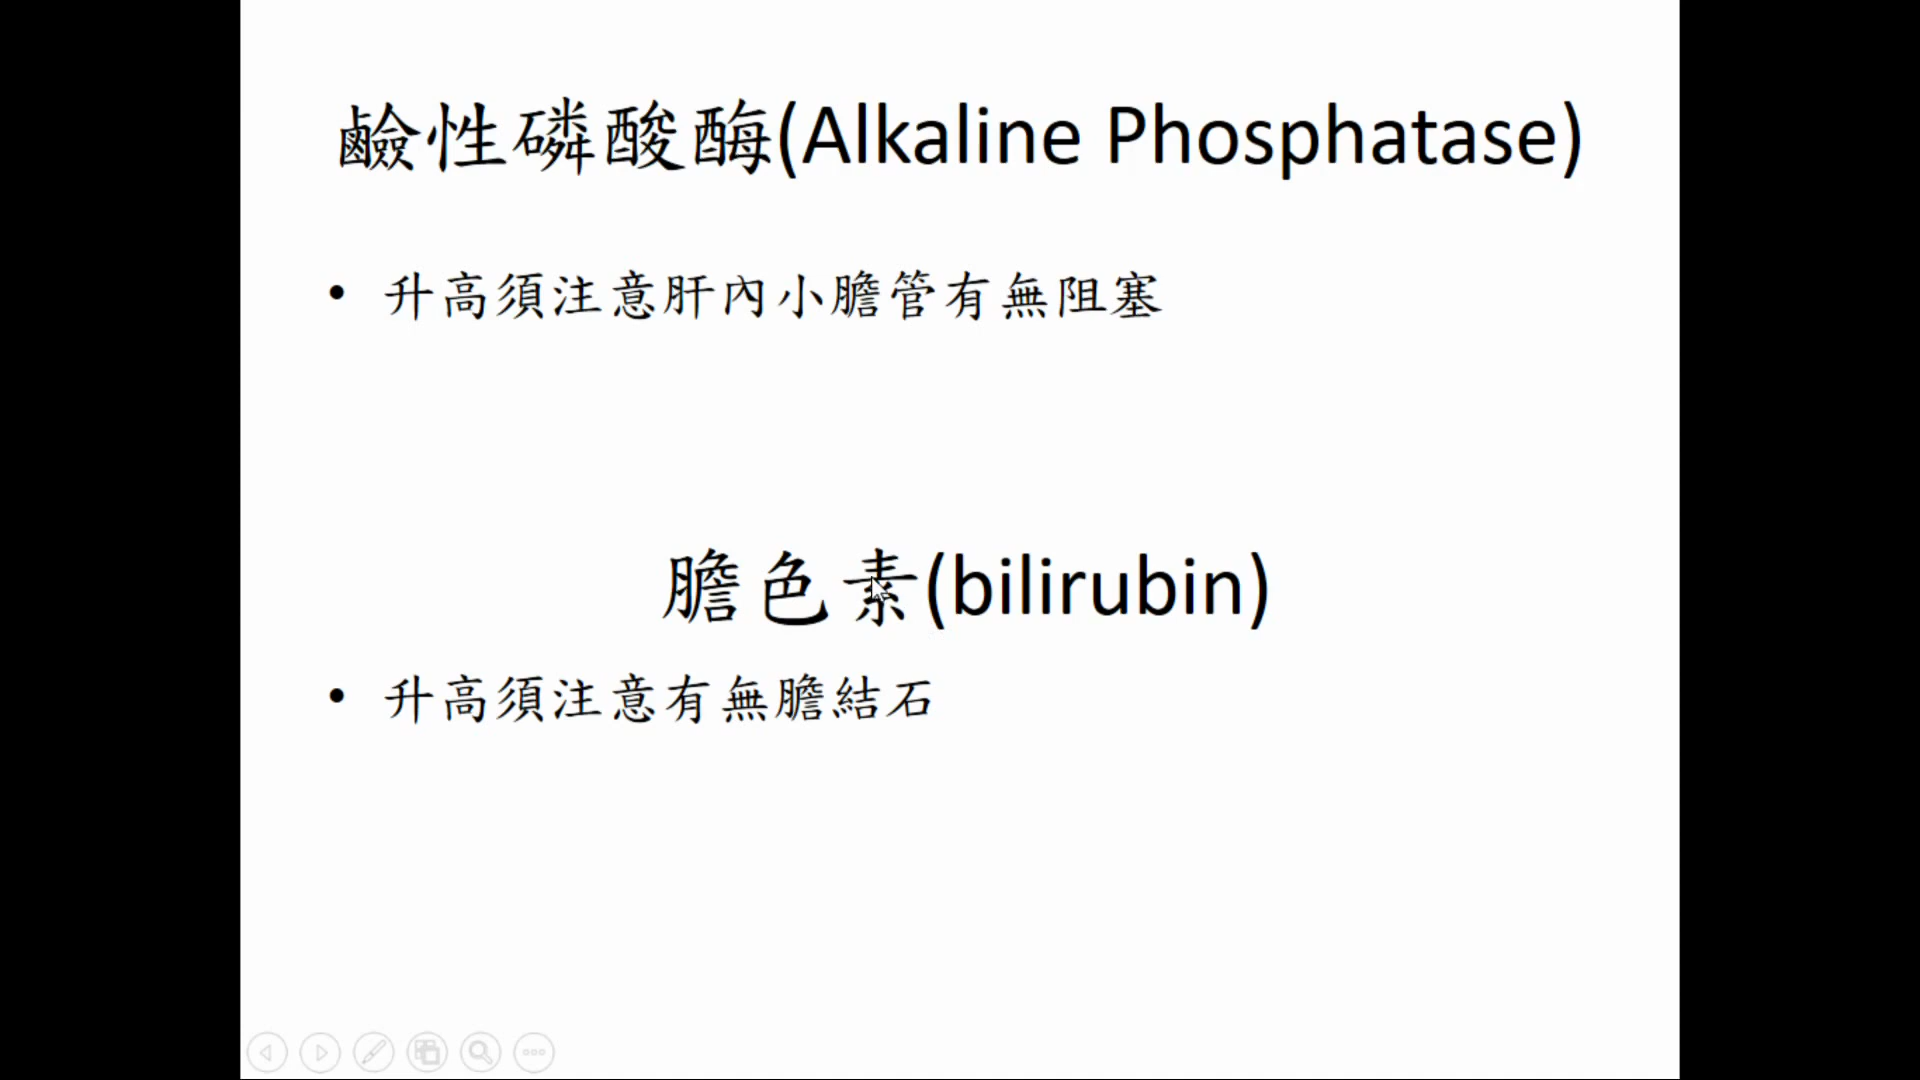 鹼性磷酸酶(Alkaline Phosphatase)
• 升高須注意肝內小膽管有無阻塞
膽色素(bilirubin)
• 升高須注意有無膽結石